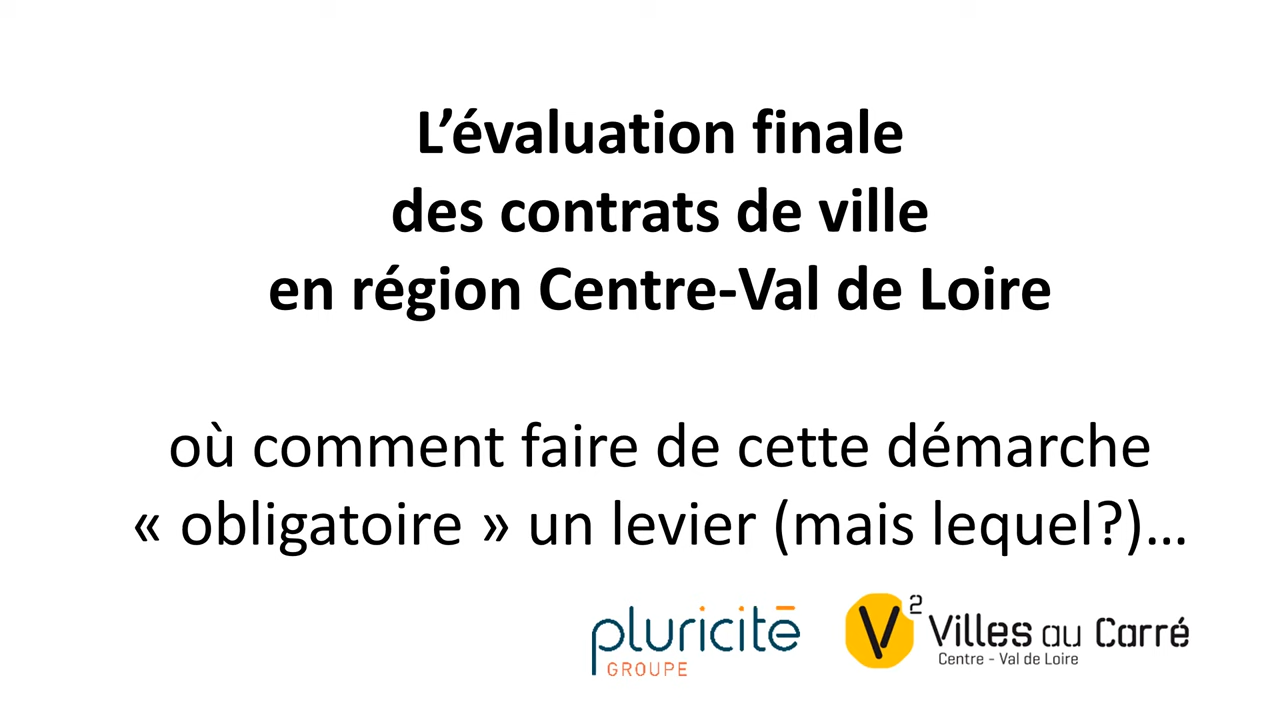 L’évaluation finale
des contrats de ville
en région Centre-Val de Loire
où comment faire de cette démarche
« obligatoire » un levier (mais lequel?)…
pluricité
GROUPE
V2 Villes au Carré
Centre - Val de Loire